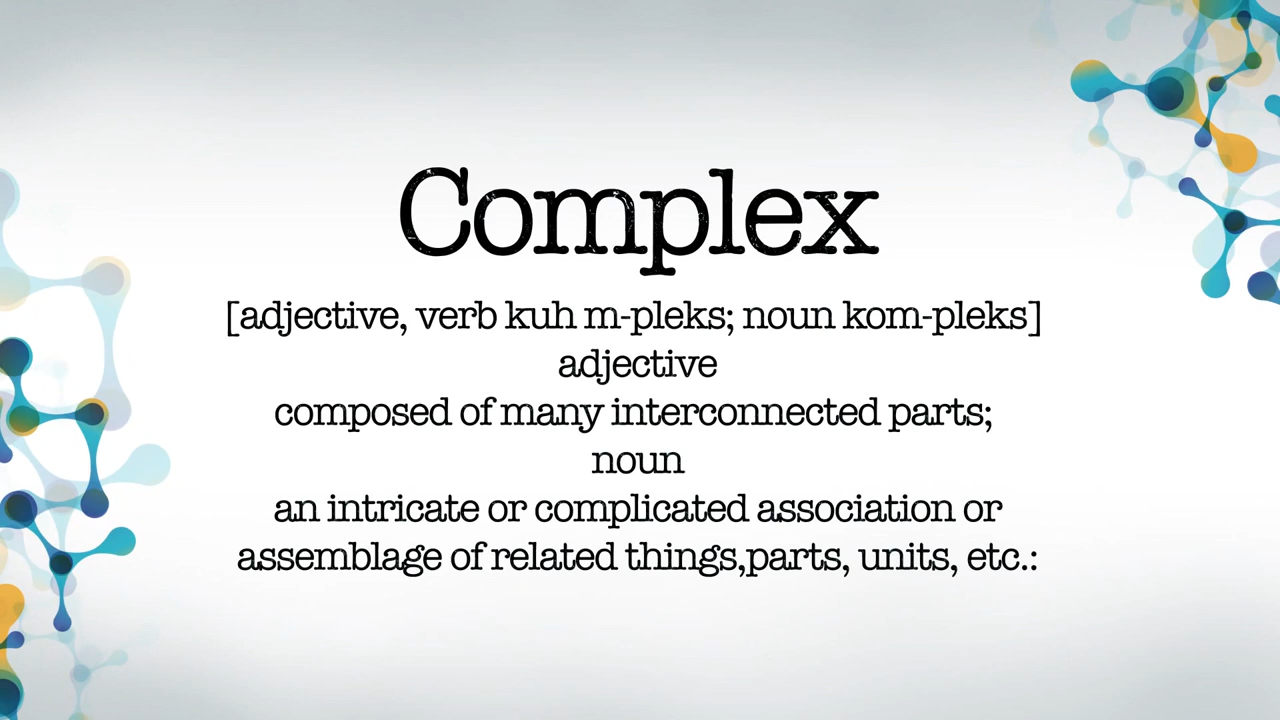 Complex
[adjective, verb kuh m-pleks; noun kom-pleks]
adjective
composed of many interconnected parts;
noun
an intricate or complicated association or
assemblage of related things,parts, units, etc.: